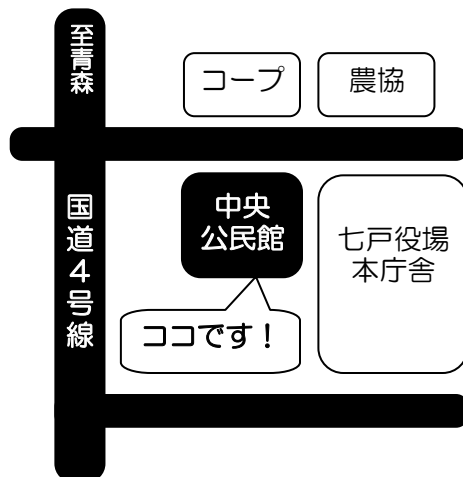 至青森
コープ
農協
国道４号線
中央
公民館
七戸役場
本庁舎
ココです！